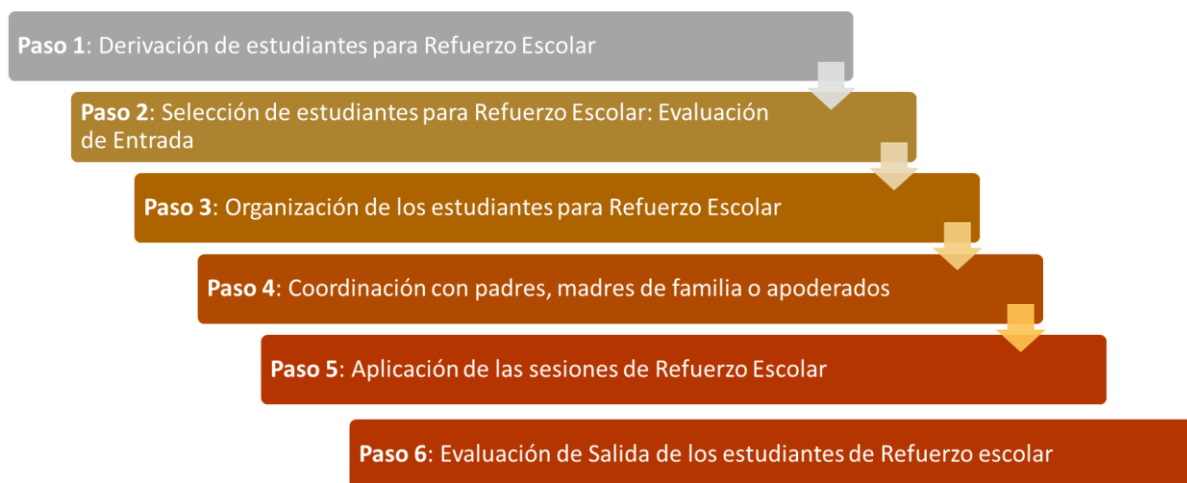 Paso 1: Derivación de estudiantes para Refuerzo Escolar
Paso 2: Selección de estudiantes para Refuerzo Escolar: Evaluación
de Entrada
Paso 3: Organización de los estudiantes para Refuerzo Escolar
Paso 4: Coordinación con padres, madres de familia o apoderados
Paso 5: Aplicación de las sesiones de Refuerzo Escolar
Paso 6: Evaluación de Salida de los estudiantes de Refuerzo escolar